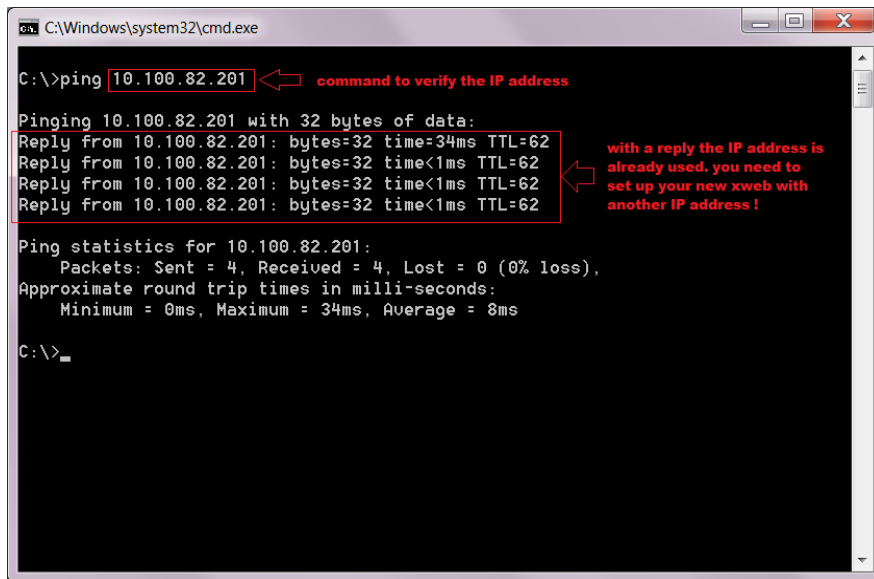 C:\Windows\system32\cmd.exe
C:\>ping 10.100.82.201
command to verify the IP address
Pinging 10.100.82.201 with 32 bytes of data:
Reply from 10.100.82.201: bytes=32 time=34ms TTL=62
Reply from 10.100.82.201: bytes=32 time<1ms TTL=62
Reply from 10.100.82.201: bytes=32 time<1ms TTL=62
Reply from 10.100.82.201: bytes=32 time<1ms TTL=62
with a reply the IP address is
already used. you need to
set up your new xweb with
another IP address !
Ping statistics for 10.100.82.201:
Packets: Sent = 4, Received = 4, Lost = 0 (0% loss),
Approximate round trip times in milli-seconds:
Minimum = 0ms, Maximum = 34ms, Average = 8ms
C:\>_